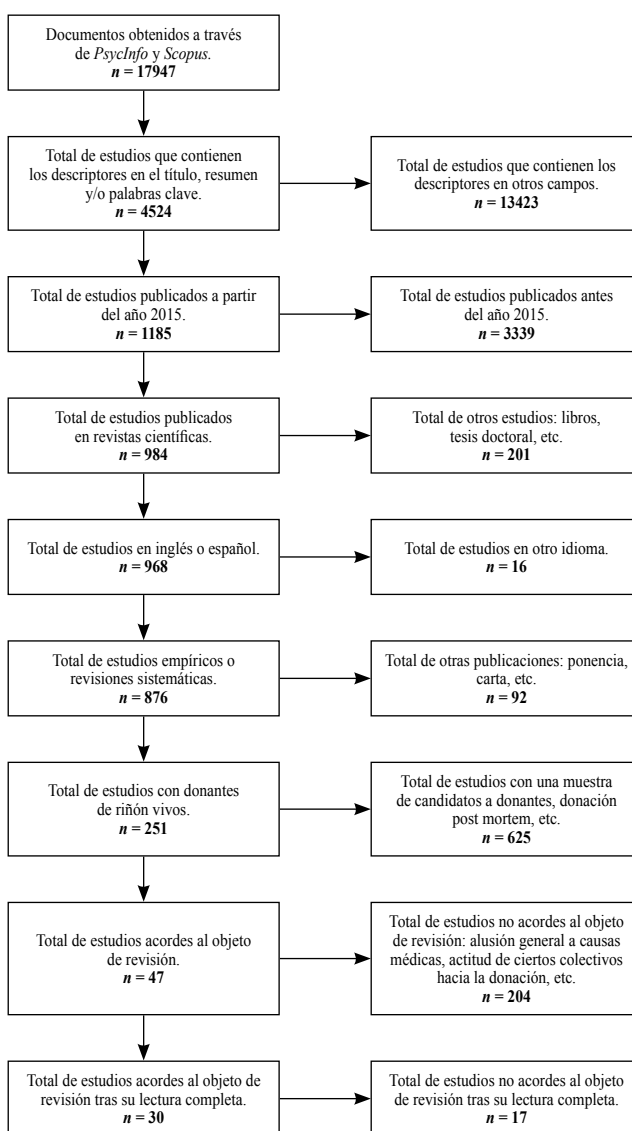 Documentos obtenidos a través
de PsycInfo y Scopus.
n = 17947
Total de estudios que contienen
los descriptores en el título, resumen
y/o palabras clave.
n = 4524
Total de estudios que contienen los
descriptores en otros campos.
n = 13423
Total de estudios publicados a partir
del año 2015.
n = 1185
Total de estudios publicados antes
del año 2015.
n = 3339
Total de estudios publicados
en revistas científicas.
n = 984
Total de otros estudios: libros,
tesis doctoral, etc.
n = 201
Total de estudios en inglés o español.
n = 968
Total de estudios en otro idioma.
n = 16
Total de estudios empíricos o
revisiones sistemáticas.
n = 876
Total de otras publicaciones: ponencia,
carta, etc.
n = 92
Total de estudios con donantes
de riñón vivos.
n = 251
Total de estudios con una muestra
de candidatos a donantes, donación
post mortem, etc.
n = 625
Total de estudios acordes al objeto
de revisión.
n = 47
Total de estudios no acordes al objeto
de revisión: alusión general a causas
médicas, actitud de ciertos colectivos
hacia la donación, etc.
n = 204
Total de estudios acordes al objeto de
revisión tras su lectura completa.
n = 30
Total de estudios no acordes al objeto
de revisión tras su lectura completa.
n = 17